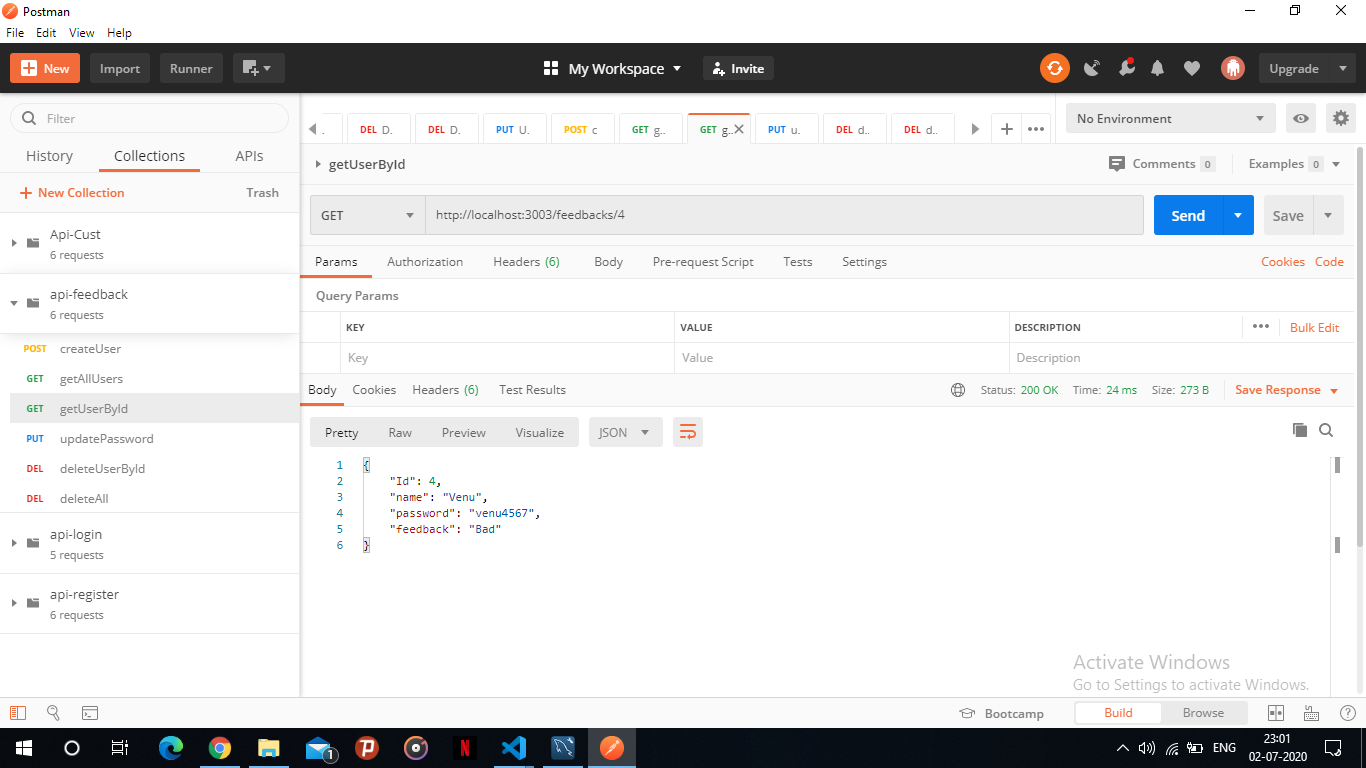 Postman
File Edit View Help
New Import Runner My Workspace Invite Upgrade
Filter
History Collections APIs
New Collection Trash
Api-Cust
6 requests
api-feedback
6 requests
POST createUser
GET getAllUsers
GET getUserById
PUT updatePassword
DEL deleteUserById
DEL deleteAll
api-login
5 requests
api-register
6 requests
. DEL D. DEL D. PUT U. POST c GET g.. GET g.. PUT u. DEL d.. DEL d.. No Environment
getUserById Comments 0 Examples 0
GET http://localhost:3003/feedbacks/4 Send Save
Params Authorization Headers (6) Body Pre-request Script Tests Settings Cookies Code
Query Params
KEY VALUE DESCRIPTION Bulk Edit
Key Value Description
Body Cookies Headers (6) Test Results Status: 200 OK Time: 24 ms Size: 273 B Save Response
Pretty Raw Preview Visualize JSON
1 {
2 "Id": 4,
3 "name": "Venu",
4 "password": "venu4567",
5 "feedback": "Bad"
6 }
Activate Windows
Go to Settings to activate Windows.
Bootcamp Build Browse
1 ENG 23:01
02-07-2020